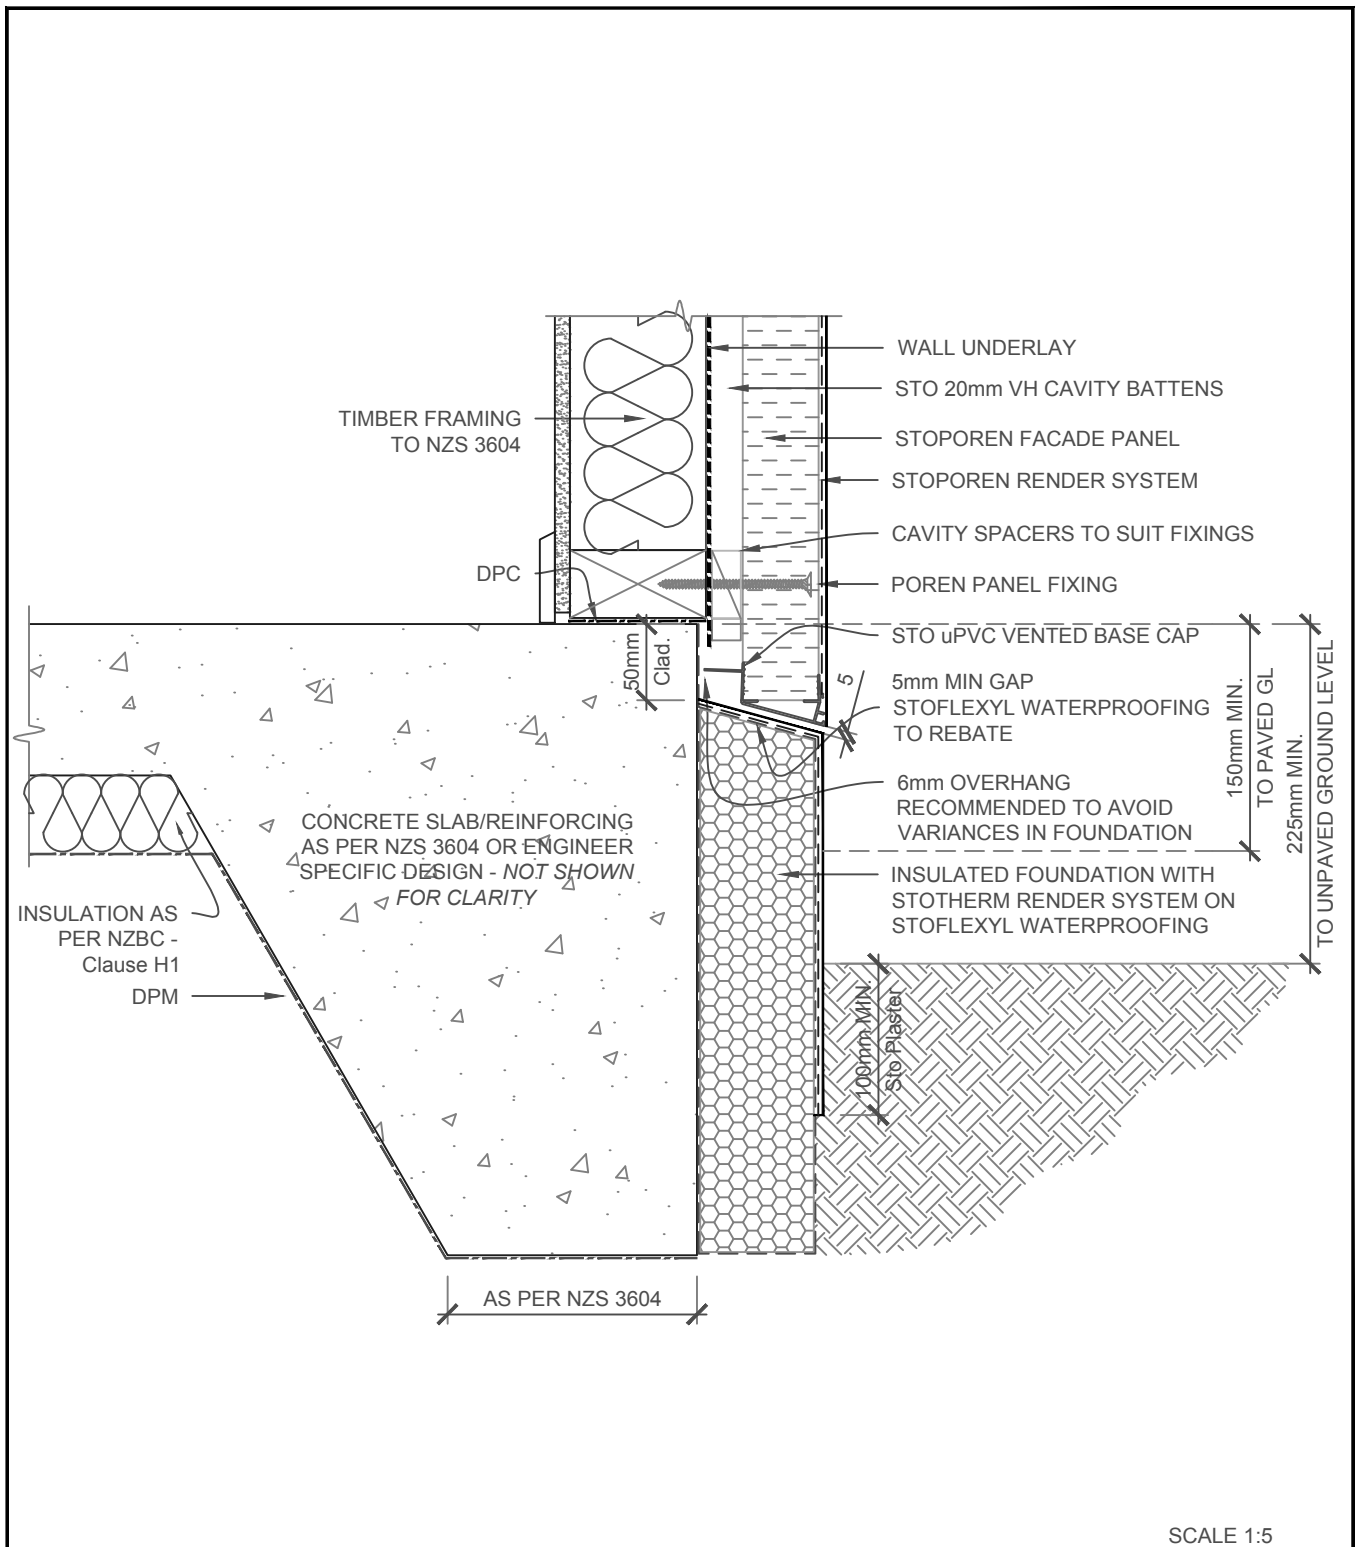 WALL UNDERLAY
STO 20mm VH CAVITY BATTENS
TIMBER FRAMING
TO NZS 3604
STOPOREN FACADE PANEL
STOPOREN RENDER SYSTEM
CAVITY SPACERS TO SUIT FIXINGS
DPC
POREN PANEL FIXING
STO uPVC VENTED BASE CAP
50mm
Clad.
5
5mm MIN GAP
STOFLEXYL WATERPROOFING
TO REBATE
150mm MIN.
TO PAVED GL
225mm MIN.
TO UNPAVED GROUND LEVEL
6mm OVERHANG
RECOMMENDED TO AVOID
VARIANCES IN FOUNDATION
CONCRETE SLAB/REINFORCING
AS PER NZS 3604 OR ENGINEER
SPECIFIC DESIGN - NOT SHOWN
FOR CLARITY
INSULATED FOUNDATION WITH
STOTHERM RENDER SYSTEM ON
STOFLEXYL WATERPROOFING
INSULATION AS
PER NZBC -
Clause H1
DPM
100mm MIN.
Sto Plaster
AS PER NZS 3604
SCALE 1:5